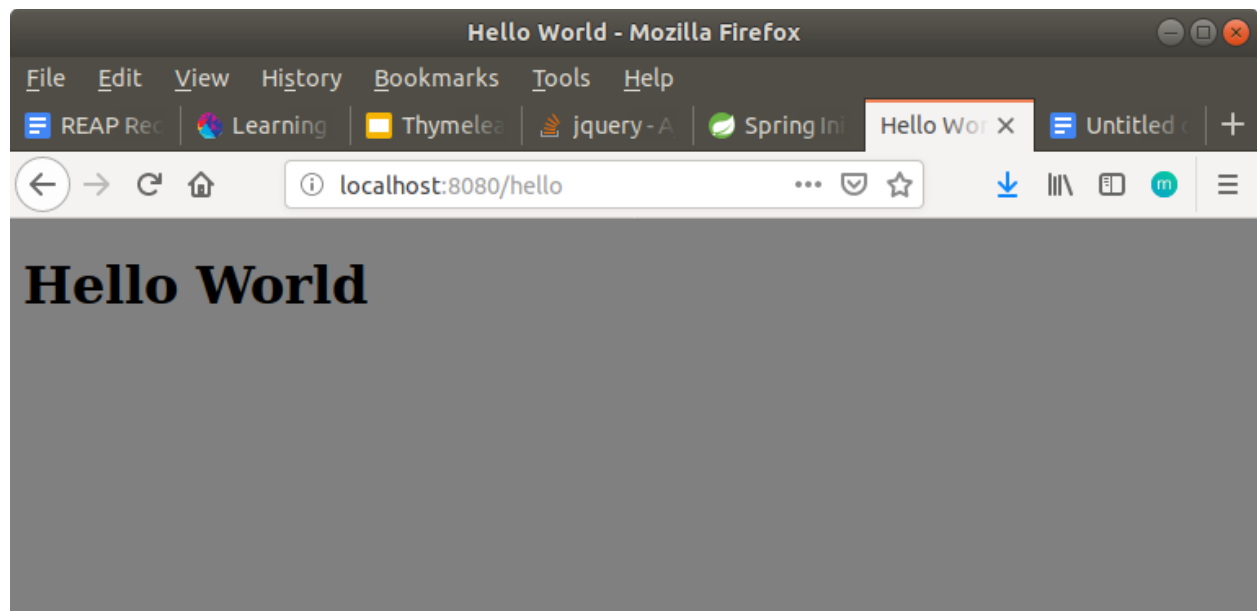 Hello World - Mozilla Firefox
File Edit View History Bookmarks Tools Help
REAP Rec Learning Thymelea jquery - A Spring Ini Hello Wor Untitled
localhost:8080/hello m
Hello World